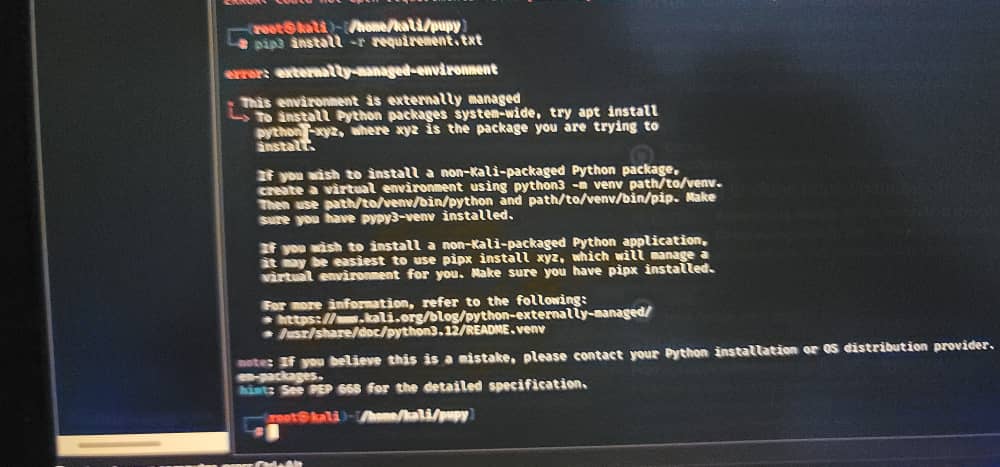 ERROR: Could not open requirements
(root@kali)-[/home/kali/pupy]
# pip3 install -r requirement.txt
error: externally-managed-environment
× This environment is externally managed
╰─> To install Python packages system-wide, try apt install
python3-xyz, where xyz is the package you are trying to
install.
If you wish to install a non-Kali-packaged Python package,
create a virtual environment using python3 -m venv path/to/venv.
Then use path/to/venv/bin/python and path/to/venv/bin/pip. Make
sure you have pypy3-venv installed.
If you wish to install a non-Kali-packaged Python application,
it may be easiest to use pipx install xyz, which will manage a
virtual environment for you. Make sure you have pipx installed.
For more information, refer to the following:
* https://www.kali.org/blog/python-externally-managed/
* /usr/share/doc/python3.12/README.venv
note: If you believe this is a mistake, please contact your Python installation or OS distribution provider.
em-packages.
hint: See PEP 668 for the detailed specification.
(root@kali)-[/home/kali/pupy]
#
Ctrl+Alt